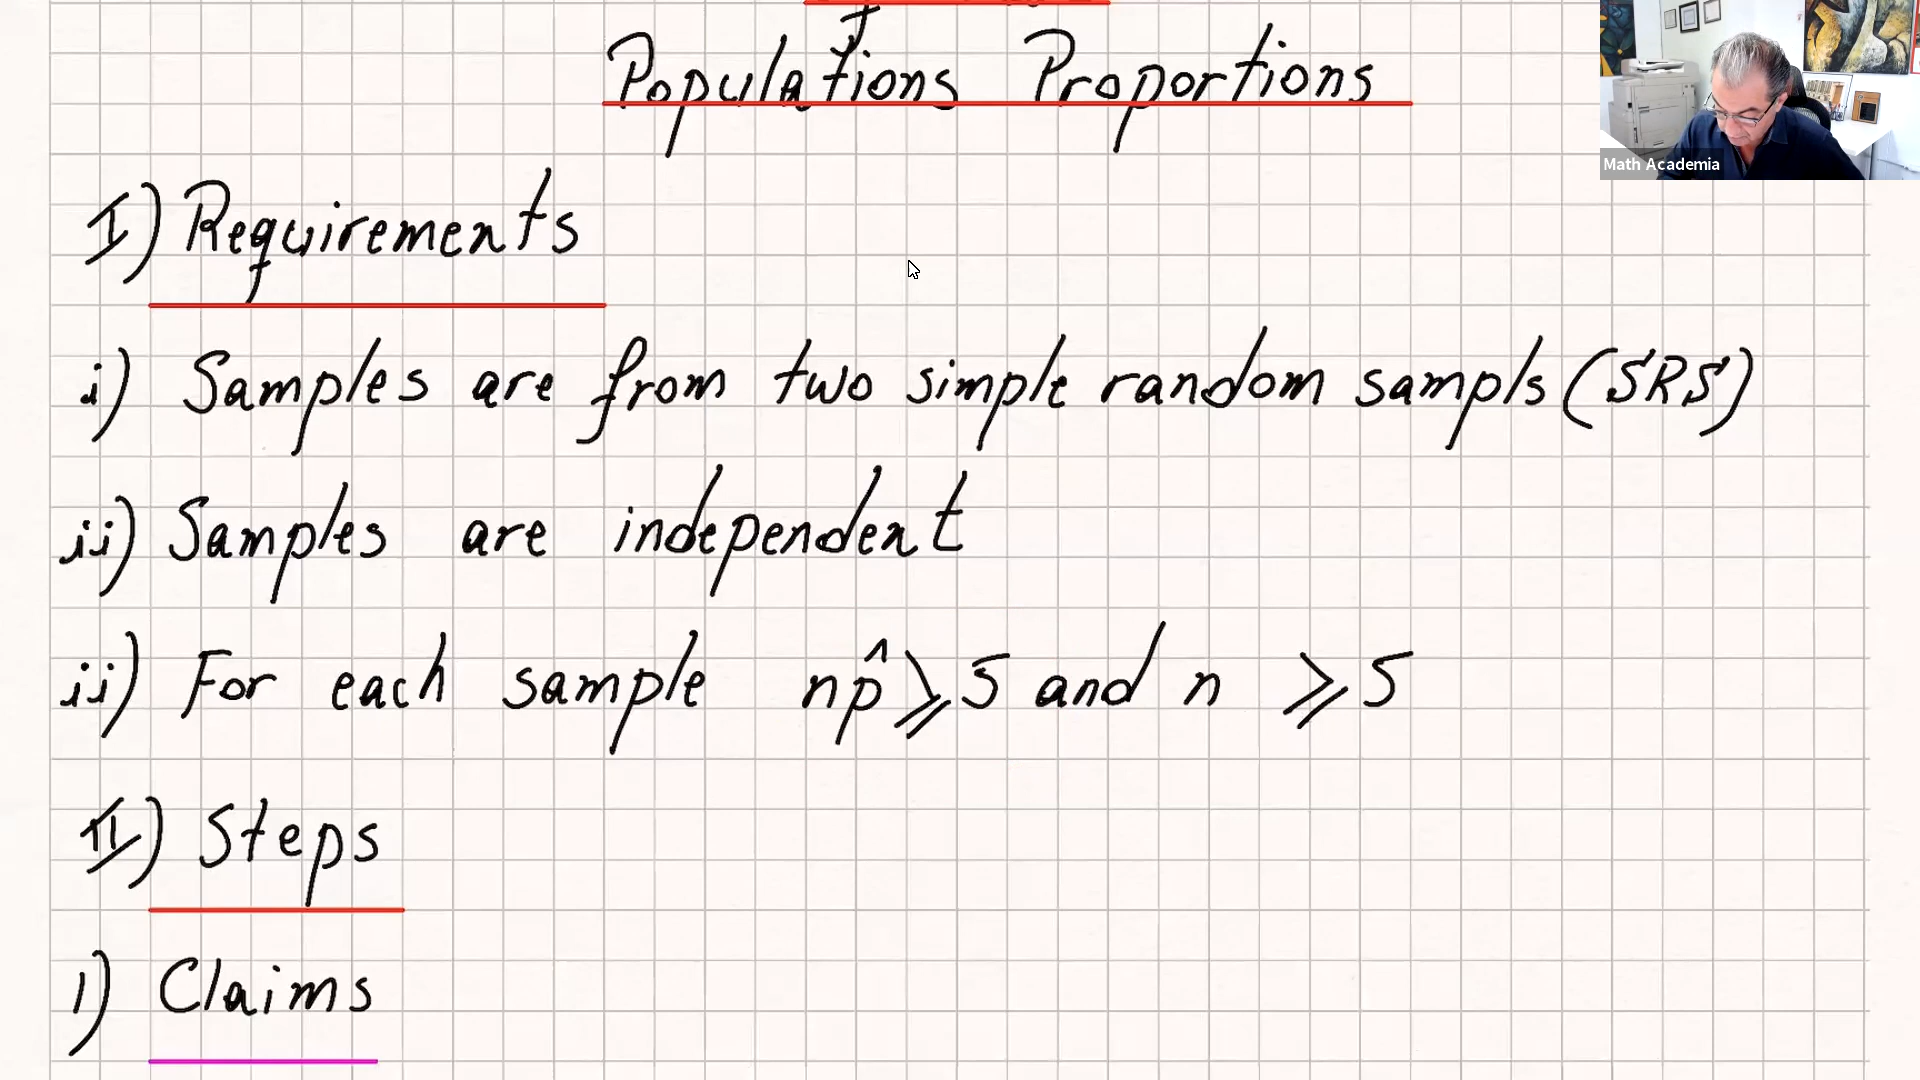 Populations Proportions
Math Academia
I) Requirements
i) Samples are from two simple random sampls (SRS)
ii) Samples are independent
ii) For each sample np̂ ⩾ 5 and n ⩾ 5
II) Steps
1) Claims